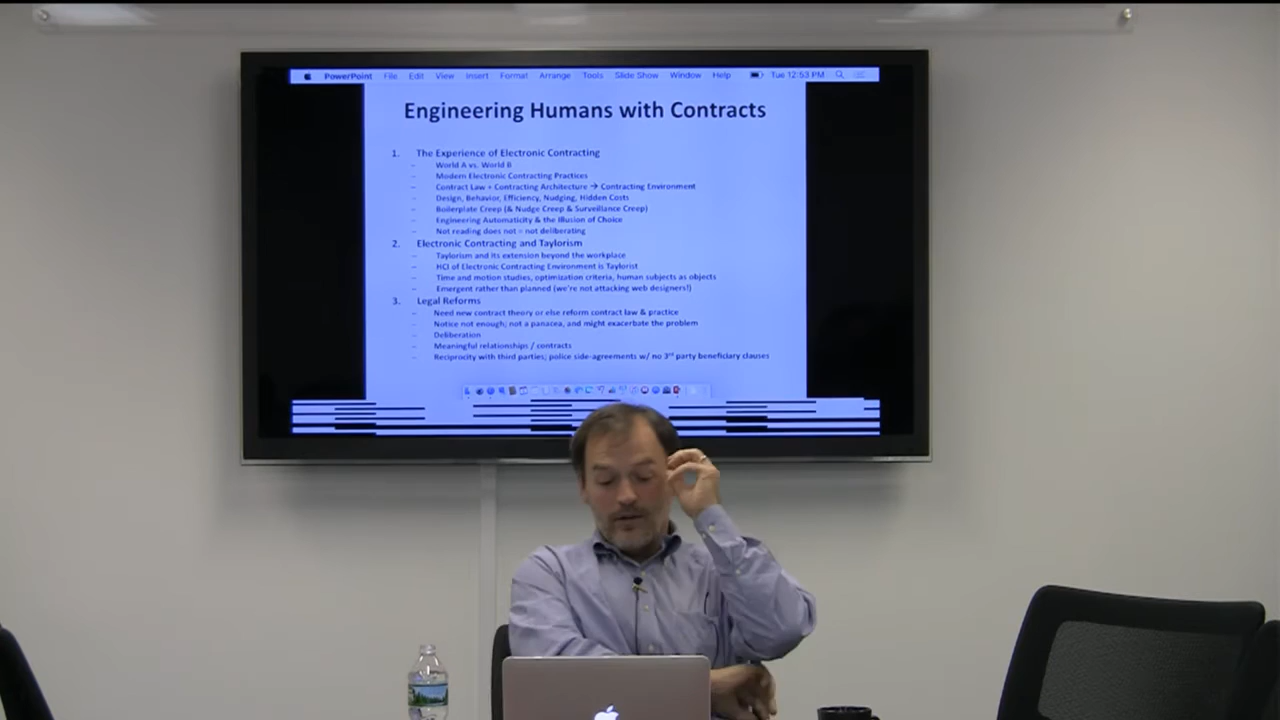 PowerPoint File Edit View Insert Format Arrange Tools Slide Show Window Help Tue 12:53 PM
Engineering Humans with Contracts
1. The Experience of Electronic Contracting
– World A vs. World B
– Modern Electronic Contracting Practices
– Contract Law + Contracting Architecture → Contracting Environment
– Design, Behavior, Efficiency, Nudging, Hidden Costs
– Boilerplate Creep (& Nudge Creep & Surveillance Creep)
– Engineering Automaticity & the Illusion of Choice
– Not reading does not = not deliberating
2. Electronic Contracting and Taylorism
– Taylorism and its extension beyond the workplace
– HCI of Electronic Contracting Environment is Taylorist
– Time and motion studies, optimization criteria, human subjects as objects
– Emergent rather than planned (we're not attacking web designers!)
3. Legal Reforms
– Need new contract theory or else reform contract law & practice
– Notice not enough; not a panacea, and might exacerbate the problem
– Deliberation
– Meaningful relationships / contracts
– Reciprocity with third parties; police side-agreements w/ no 3rd party beneficiary clauses